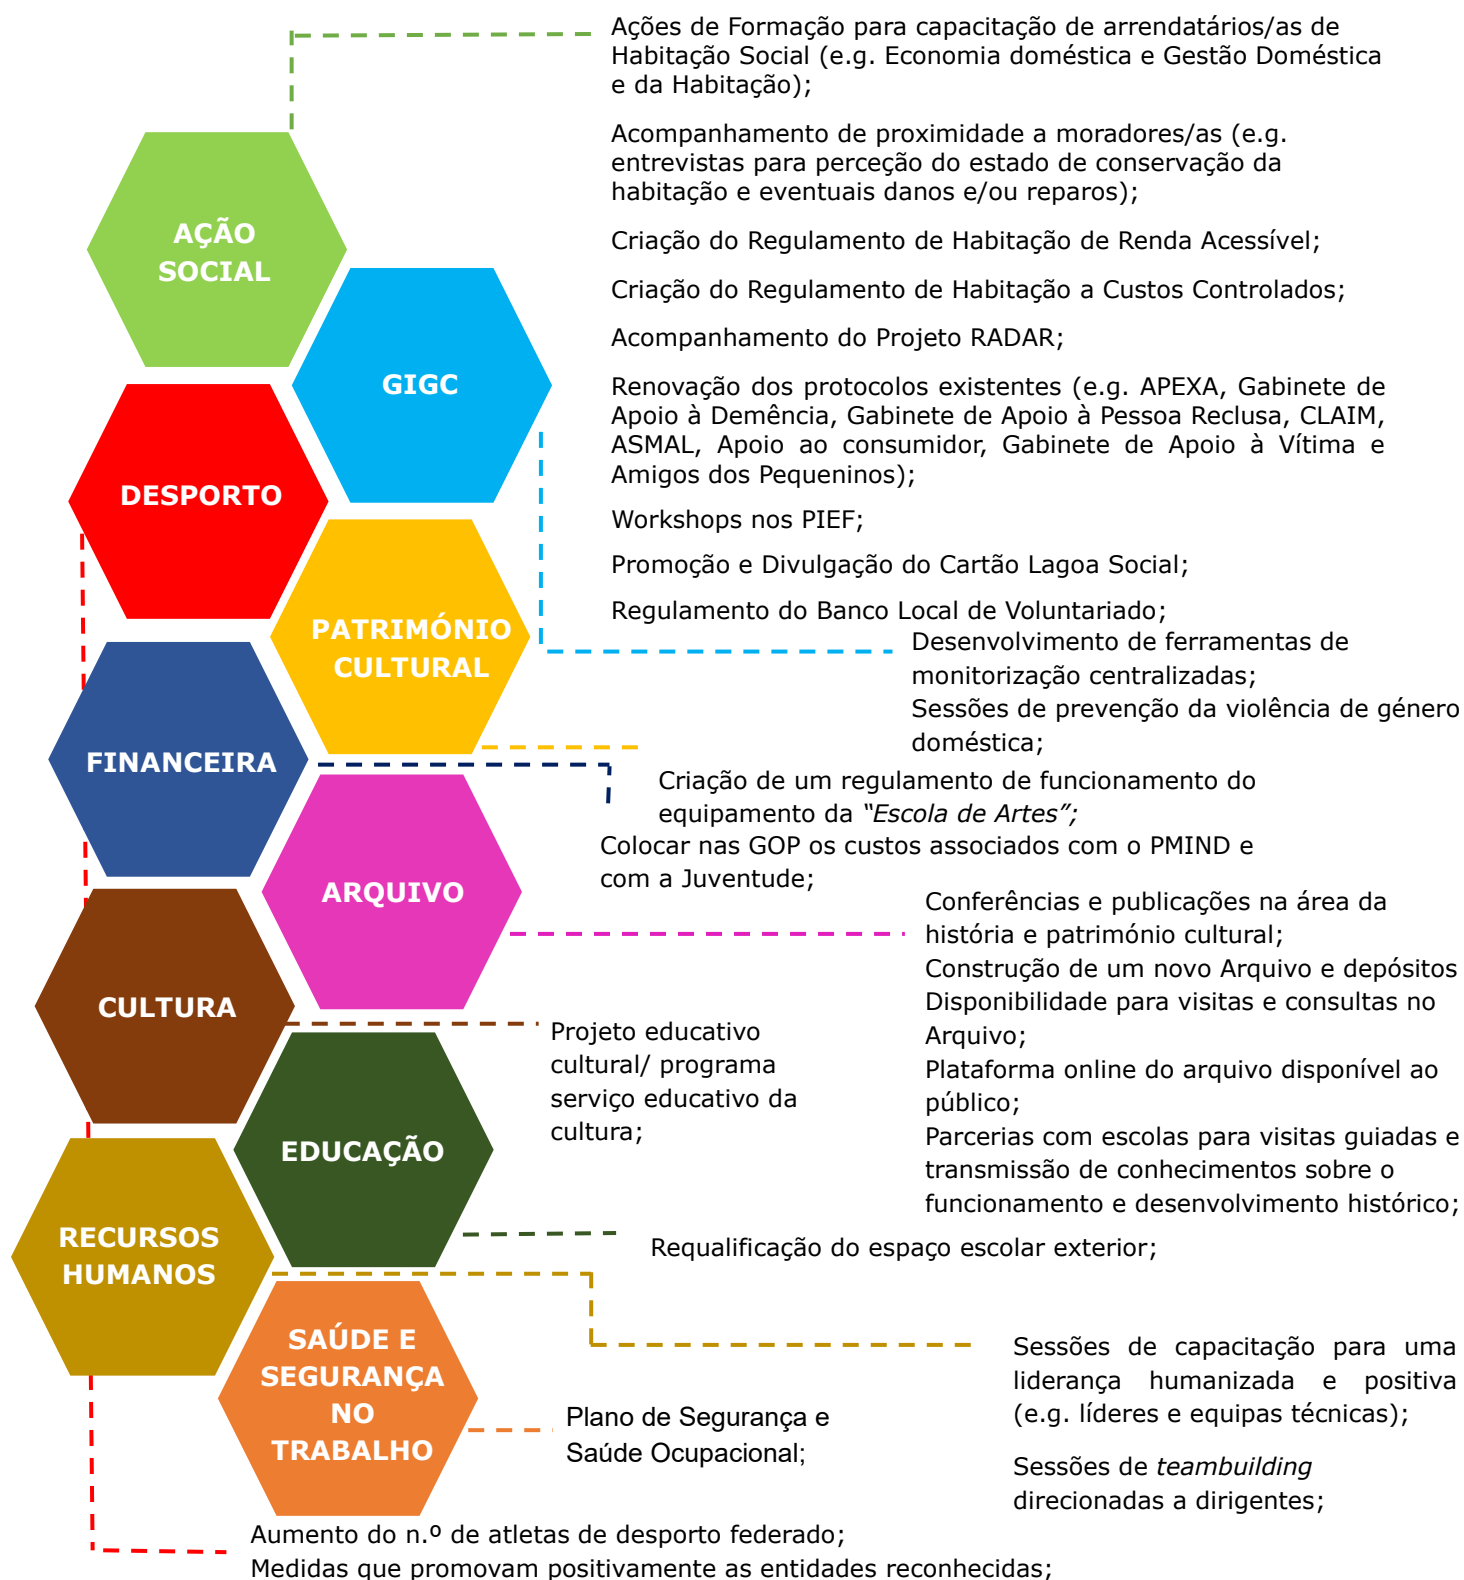 Ações de Formação para capacitação de arrendatários/as de
Habitação Social (e.g. Economia doméstica e Gestão Doméstica
e da Habitação);
Acompanhamento de proximidade a moradores/as (e.g.
entrevistas para perceção do estado de conservação da
habitação e eventuais danos e/ou reparos);
Criação do Regulamento de Habitação de Renda Acessível;
Criação do Regulamento de Habitação a Custos Controlados;
Acompanhamento do Projeto RADAR;
Renovação dos protocolos existentes (e.g. APEXA, Gabinete de
Apoio à Demência, Gabinete de Apoio à Pessoa Reclusa, CLAIM,
ASMAL, Apoio ao consumidor, Gabinete de Apoio à Vítima e
Amigos dos Pequeninos);
Workshops nos PIEF;
Promoção e Divulgação do Cartão Lagoa Social;
Regulamento do Banco Local de Voluntariado;
AÇÃO
SOCIAL
GIGC
DESPORTO
PATRIMÓNIO
CULTURAL
Desenvolvimento de ferramentas de
monitorização centralizadas;
Sessões de prevenção da violência de género
doméstica;
FINANCEIRA
Criação de um regulamento de funcionamento do
equipamento da “Escola de Artes”;
Colocar nas GOP os custos associados com o PMIND e
com a Juventude;
ARQUIVO
Conferências e publicações na área da
história e património cultural;
Construção de um novo Arquivo e depósitos
Disponibilidade para visitas e consultas no
Arquivo;
Plataforma online do arquivo disponível ao
público;
Parcerias com escolas para visitas guiadas e
transmissão de conhecimentos sobre o
funcionamento e desenvolvimento histórico;
CULTURA
Projeto educativo
cultural/ programa
serviço educativo da
cultura;
EDUCAÇÃO
Requalificação do espaço escolar exterior;
RECURSOS
HUMANOS
Sessões de capacitação para uma
liderança humanizada e positiva
(e.g. líderes e equipas técnicas);
Sessões de teambuilding
direcionadas a dirigentes;
SAÚDE E
SEGURANÇA
NO
TRABALHO
Plano de Segurança e
Saúde Ocupacional;
Aumento do n.º de atletas de desporto federado;
Medidas que promovam positivamente as entidades reconhecidas;